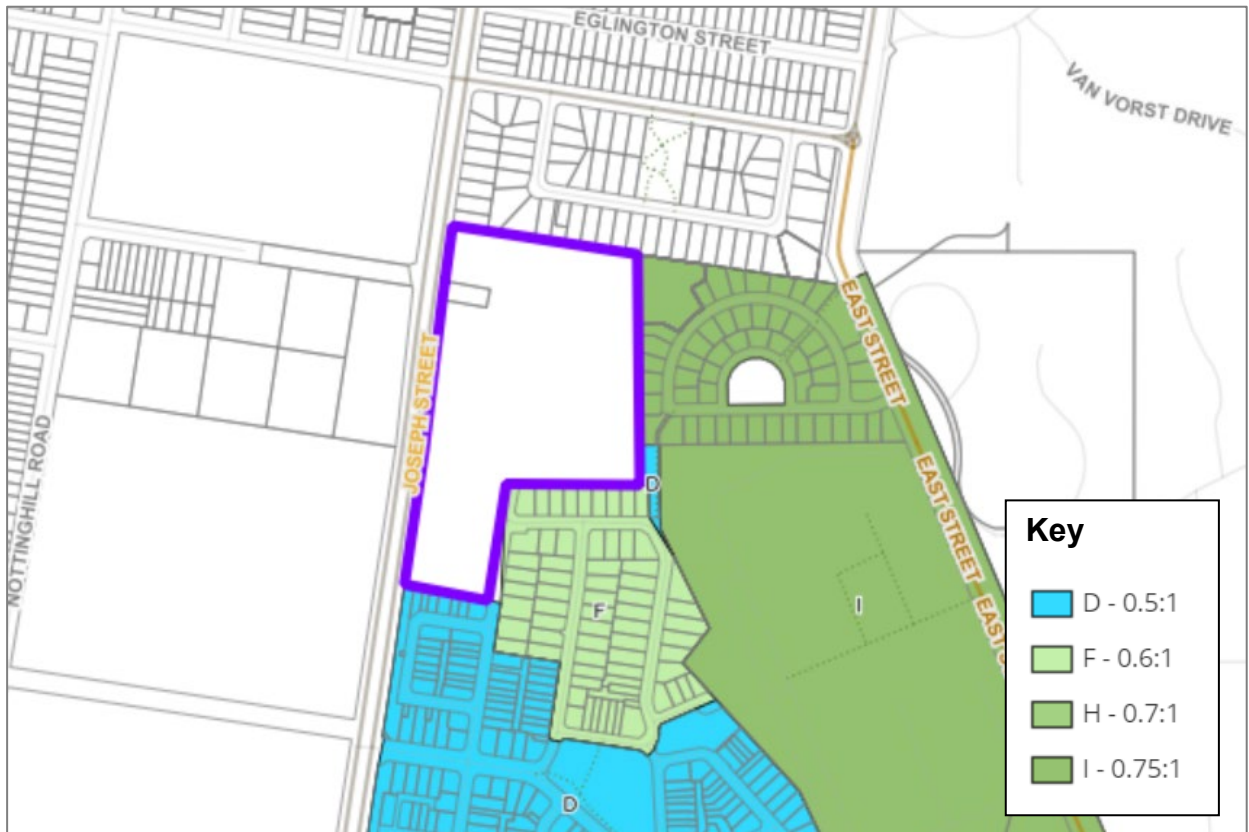 EGLINGTON STREET
VAN VORST DRIVE
JOSEPH STREET
NOTTINGHILL ROAD
EAST STREET
EAST STREET
EAST S
D
F
I
D
Key
D - 0.5:1
F - 0.6:1
H - 0.7:1
I - 0.75:1